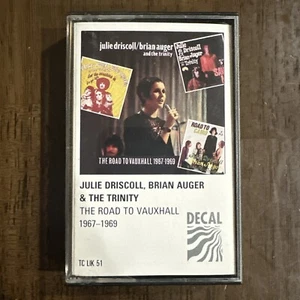 julie driscoll/brian auger
and the trinity
THE ROAD TO VAUXHALL 1967-1969
JULIE DRISCOLL, BRIAN AUGER
& THE TRINITY
THE ROAD TO VAUXHALL
1967–1969
DECAL
TC LIK 51